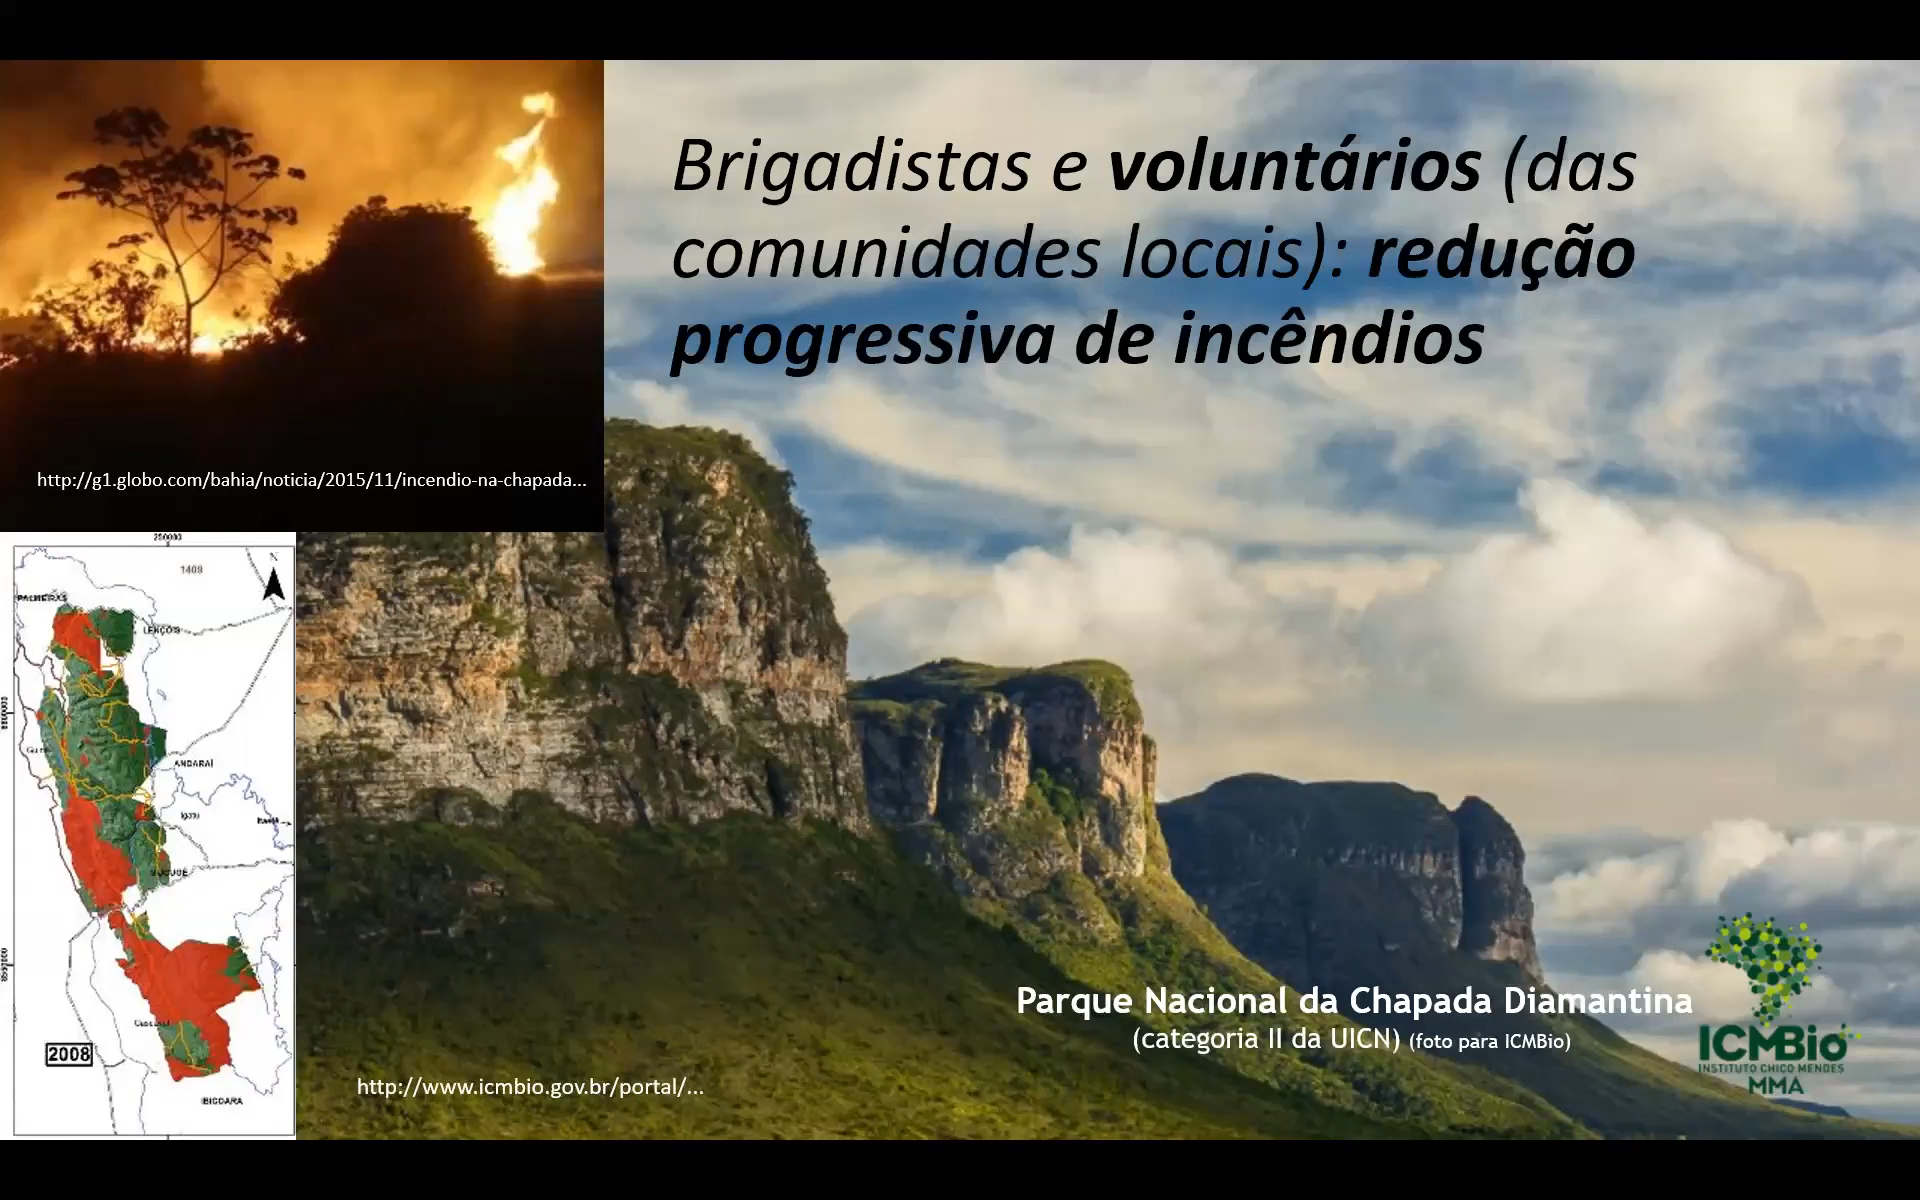 Brigadistas e voluntários (das
comunidades locais): redução
progressiva de incêndios
http://g1.globo.com/bahia/noticia/2015/11/incendio-na-chapada...
250000
N
1409
PALMEIRAS
LENÇÓIS
ANDARAÍ
Igatu
MUCUGÊ
2008
IBICOARA
Parque Nacional da Chapada Diamantina
(categoria II da UICN) (foto para ICMBio)
http://www.icmbio.gov.br/portal/...
ICMBio
INSTITUTO CHICO MENDES
MMA